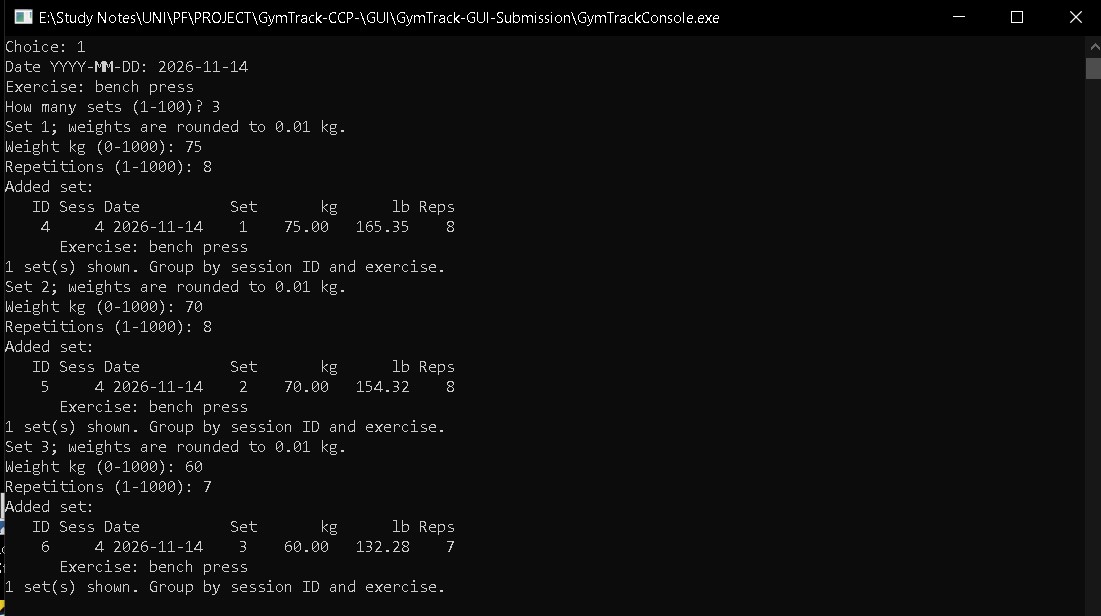 E:\Study Notes\UNI\PF\PROJECT\GymTrack-CCP-\GUI\GymTrack-GUI-Submission\GymTrackConsole.exe
Choice: 1
Date YYYY-MM-DD: 2026-11-14
Exercise: bench press
How many sets (1-100)? 3
Set 1; weights are rounded to 0.01 kg.
Weight kg (0-1000): 75
Repetitions (1-1000): 8
Added set:
ID Sess Date Set kg lb Reps
4 4 2026-11-14 1 75.00 165.35 8
Exercise: bench press
1 set(s) shown. Group by session ID and exercise.
Set 2; weights are rounded to 0.01 kg.
Weight kg (0-1000): 70
Repetitions (1-1000): 8
Added set:
ID Sess Date Set kg lb Reps
5 4 2026-11-14 2 70.00 154.32 8
Exercise: bench press
1 set(s) shown. Group by session ID and exercise.
Set 3; weights are rounded to 0.01 kg.
Weight kg (0-1000): 60
Repetitions (1-1000): 7
Added set:
ID Sess Date Set kg lb Reps
6 4 2026-11-14 3 60.00 132.28 7
Exercise: bench press
1 set(s) shown. Group by session ID and exercise.